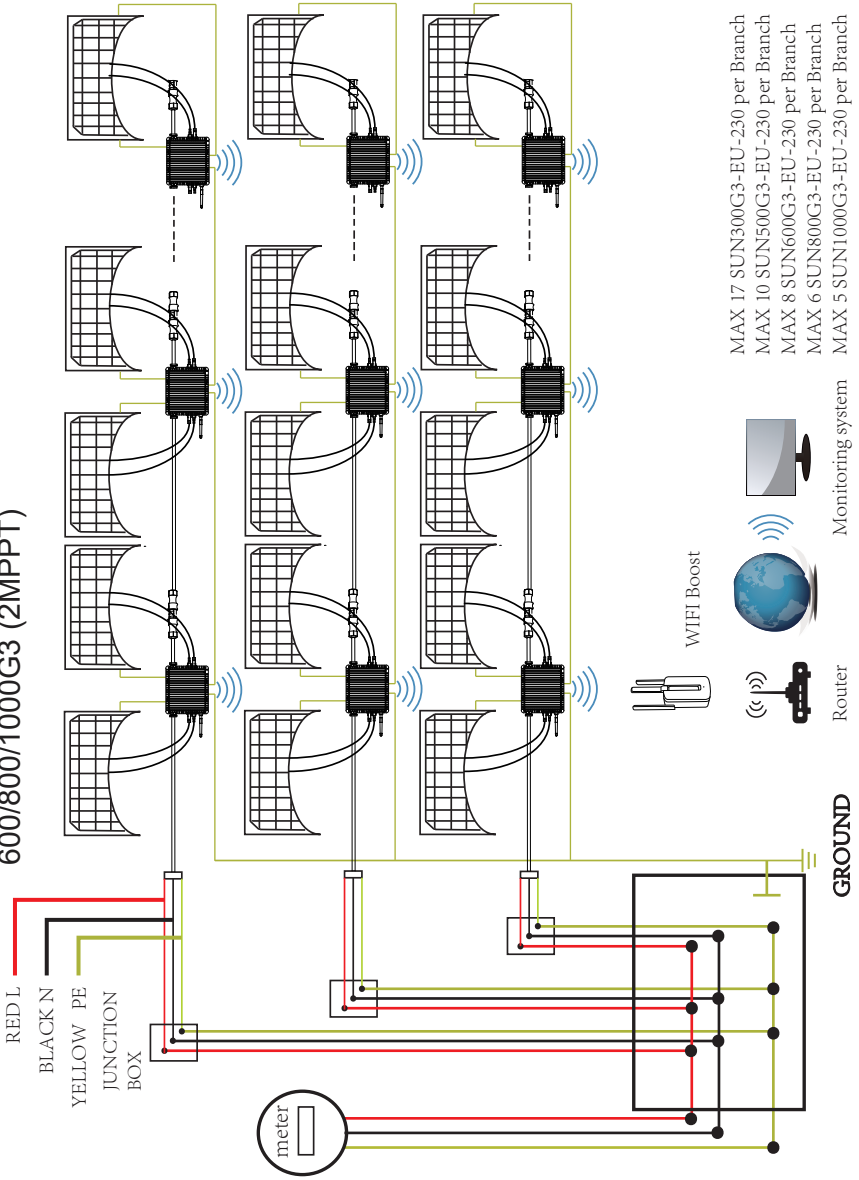 600/800/1000G3 (2MPPT)
RED L
BLACK N
YELLOW PE
JUNCTION
BOX
meter
GROUND
WIFI Boost
Router
Monitoring system
MAX 17 SUN300G3-EU-230 per Branch
MAX 10 SUN500G3-EU-230 per Branch
MAX 8 SUN600G3-EU-230 per Branch
MAX 6 SUN800G3-EU-230 per Branch
MAX 5 SUN1000G3-EU-230 per Branch